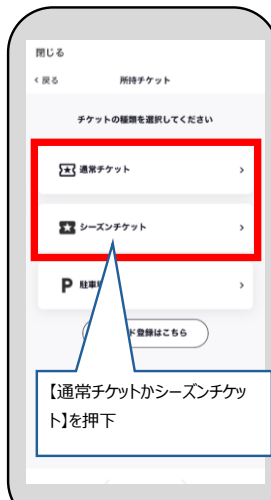 閉じる
< 戻る 所持チケット
チケットの種類を選択してください
通常チケット >
シーズンチケット >
P 駐車 >
ド登録はこちら
【通常チケットかシーズンチケッ
ト】を押下